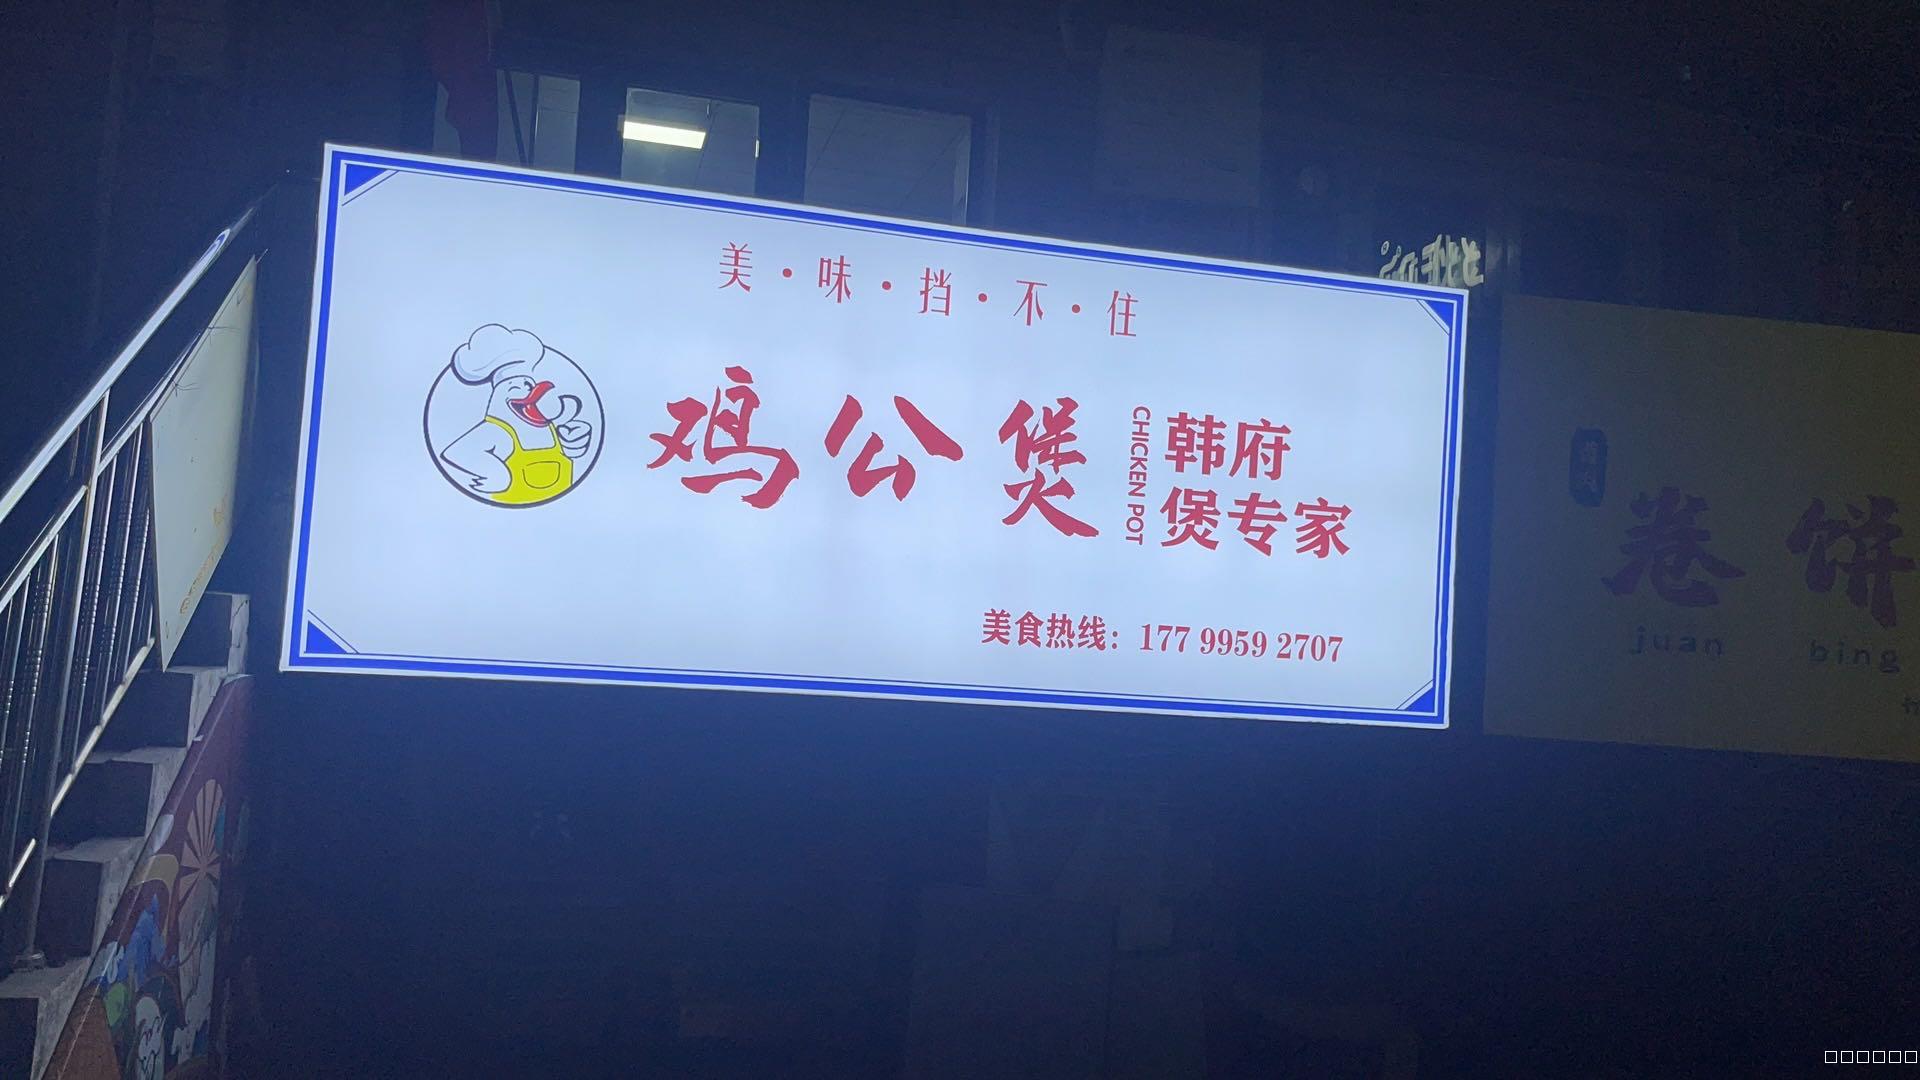 美·味·挡·不·住
鸡公煲
CHICKEN POT
韩府
煲专家
美食热线：177 9959 2707
卷饼
juan bing